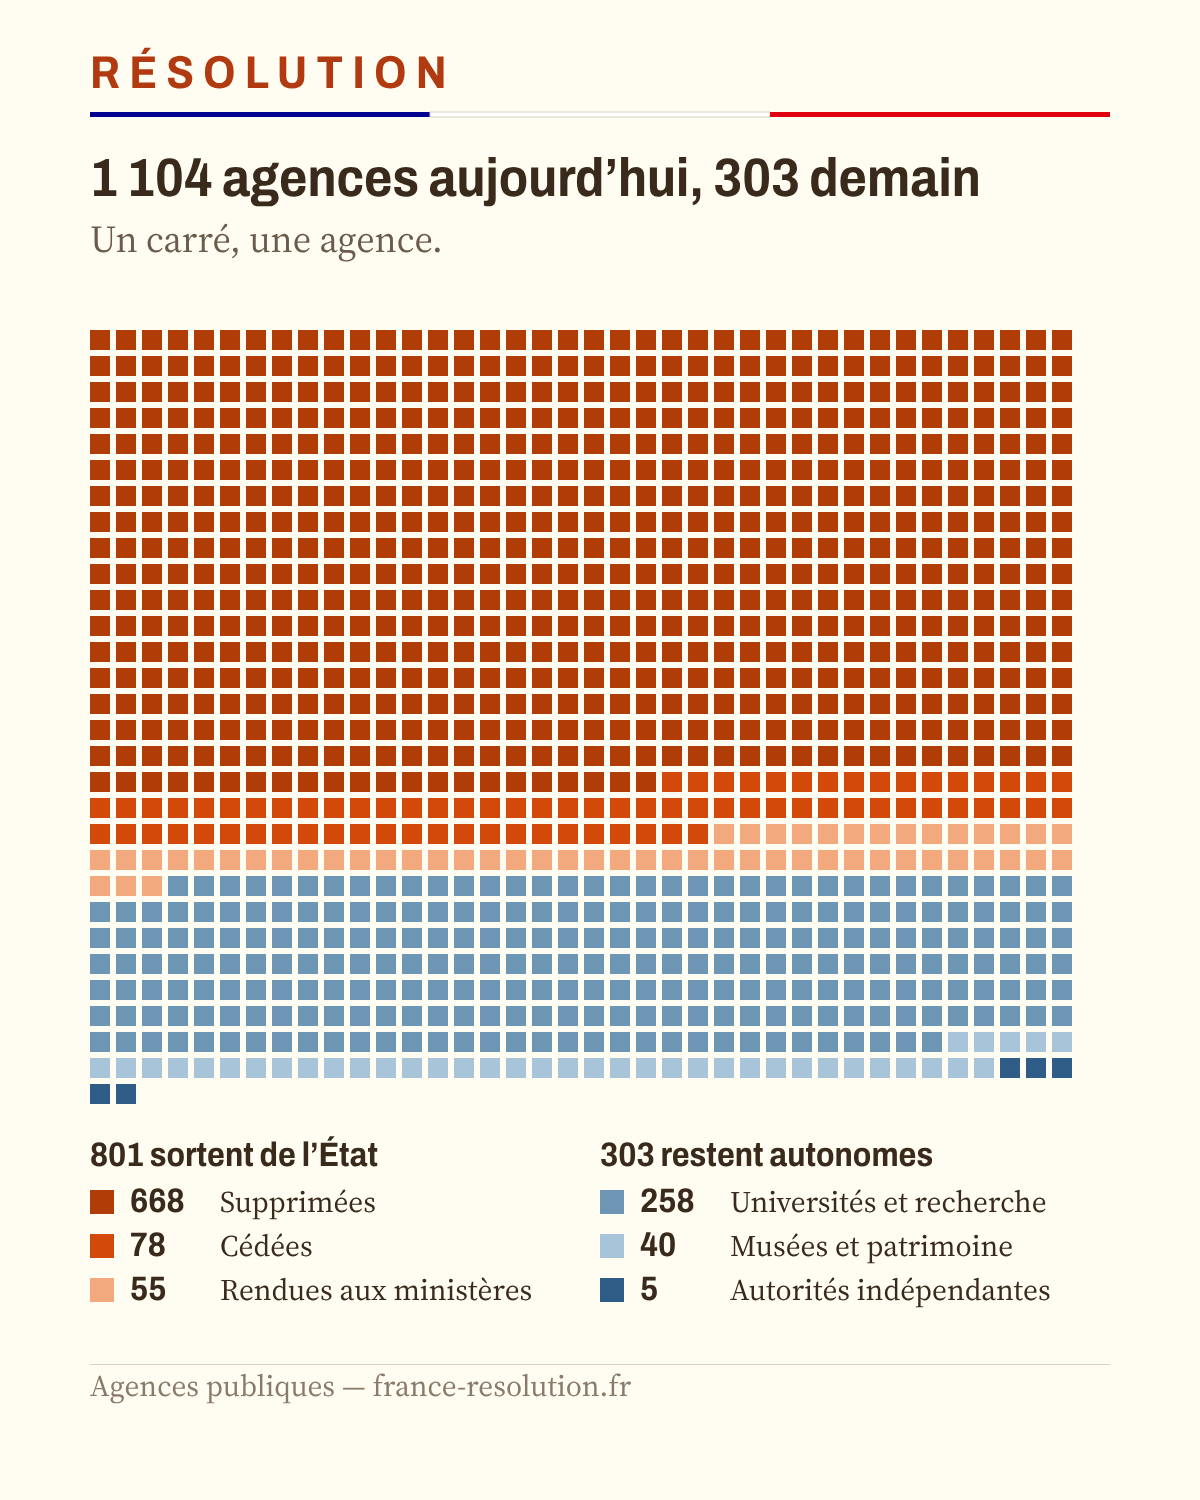 RÉSOLUTION
1 104 agences aujourd’hui, 303 demain
Un carré, une agence.
801 sortent de l’État
668 Supprimées
78 Cédées
55 Rendues aux ministères
303 restent autonomes
258 Universités et recherche
40 Musées et patrimoine
5 Autorités indépendantes
Agences publiques — france-resolution.fr